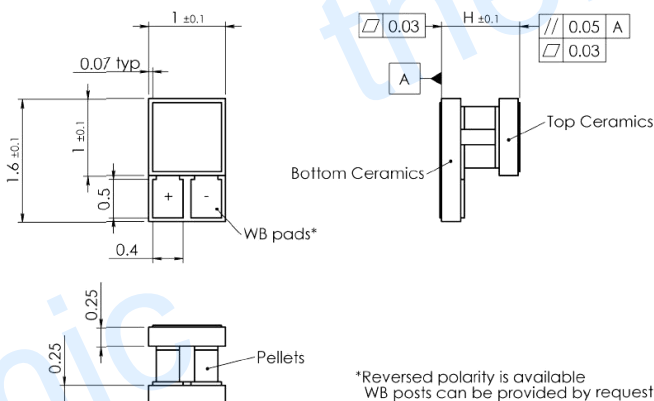 1 ±0.1
0.03
H ±0.1
// 0.05 A
0.03
0.07 typ
A
1.6 ±0.1
1 ±0.1
Top Ceramics
Bottom Ceramics
0.5
+ -
WB pads*
0.4
0.25
0.25
Pellets
*Reversed polarity is available
WB posts can be provided by request